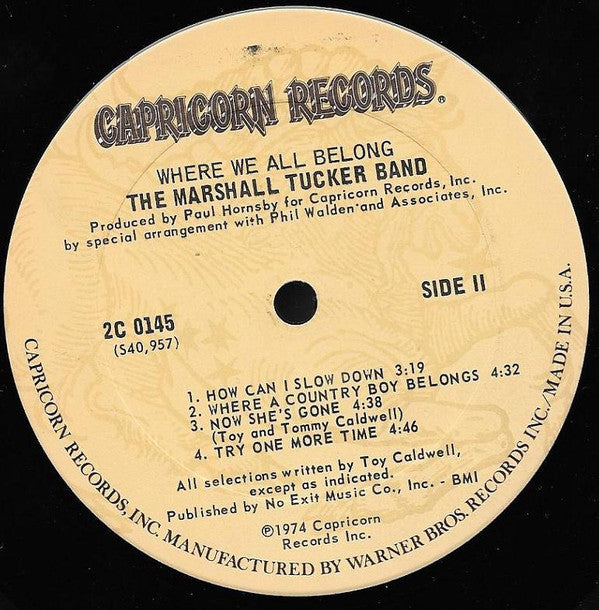 CAPRICORN RECORDS®
WHERE WE ALL BELONG
THE MARSHALL TUCKER BAND
Produced by Paul Hornsby for Capricorn Records, Inc.
by special arrangement with Phil Walden and Associates, Inc.
SIDE II
2C 0145
(S40,957)
1. HOW CAN I SLOW DOWN 3:19
2. WHERE A COUNTRY BOY BELONGS 4:32
3. NOW SHE'S GONE 4:38
(Toy and Tommy Caldwell)
4. TRY ONE MORE TIME 4:46
All selections written by Toy Caldwell,
except as indicated.
Published by No Exit Music Co., Inc. - BMI
℗1974 Capricorn
Records Inc.
CAPRICORN RECORDS, INC. MANUFACTURED BY WARNER BROS. RECORDS INC./MADE IN U.S.A.